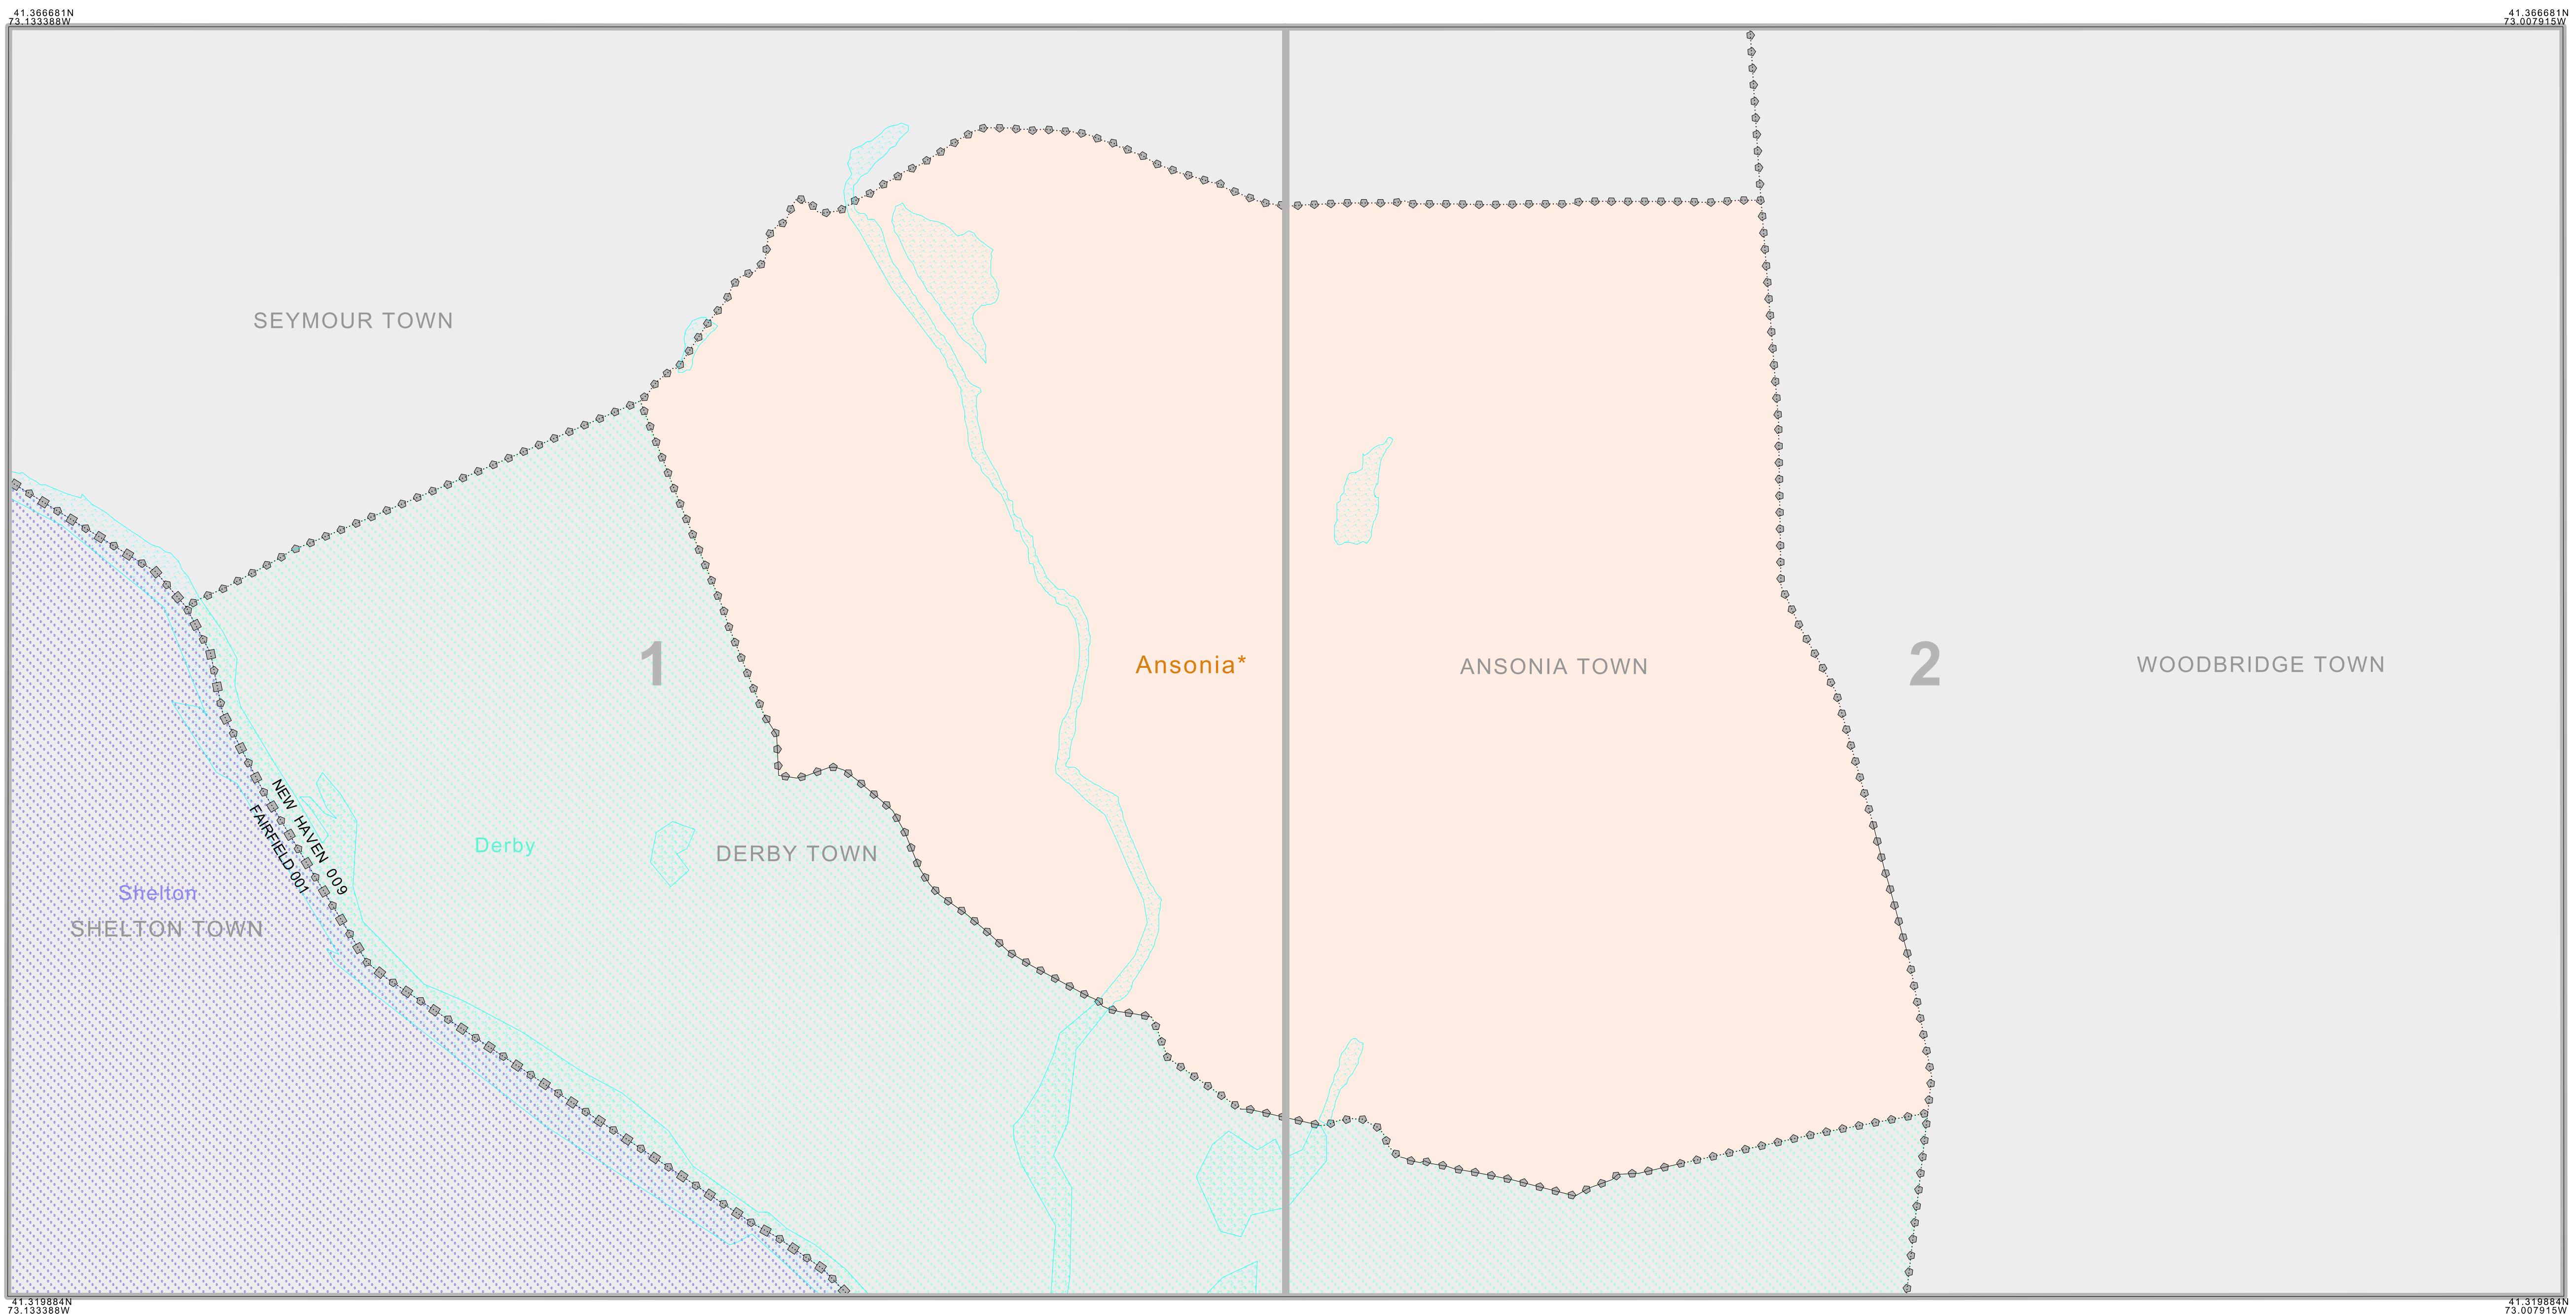 41.366681N
73.133388W
41.366681N
73.007915W
SEYMOUR TOWN
1
Ansonia*
ANSONIA TOWN
2
WOODBRIDGE TOWN
NEW HAVEN 009
FAIRFIELD 001
Derby
DERBY TOWN
Shelton
SHELTON TOWN
41.319884N
73.133388W
41.319884N
73.007915W